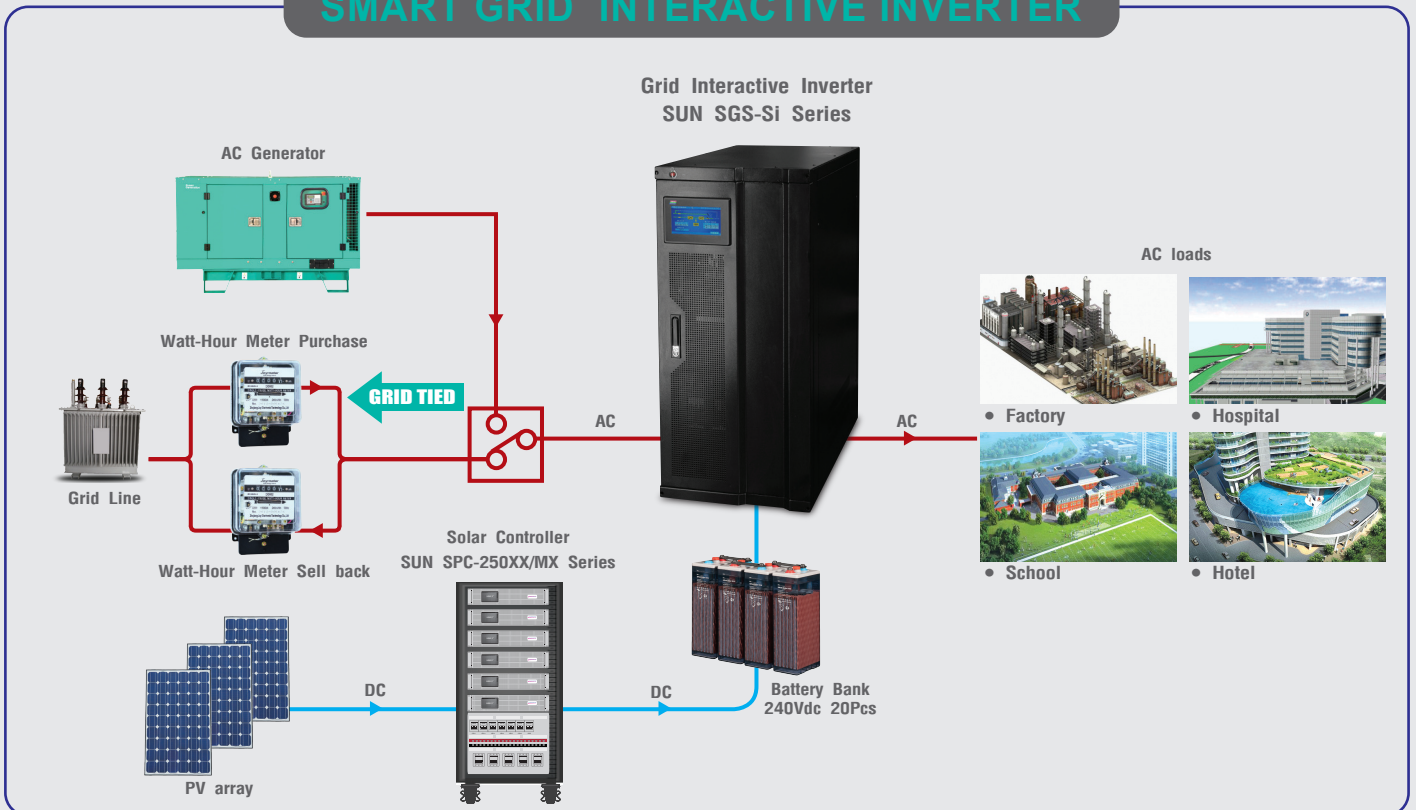 SMART GRID INTERACTIVE INVERTER
Grid Interactive Inverter
SUN SGS-Si Series
AC Generator
Watt-Hour Meter Purchase
GRID TIED
Grid Line
Watt-Hour Meter Sell back
AC
AC
AC loads
• Factory
• Hospital
• School
• Hotel
Solar Controller
SUN SPC-250XX/MX Series
DC
DC
Battery Bank
240Vdc 20Pcs
PV array